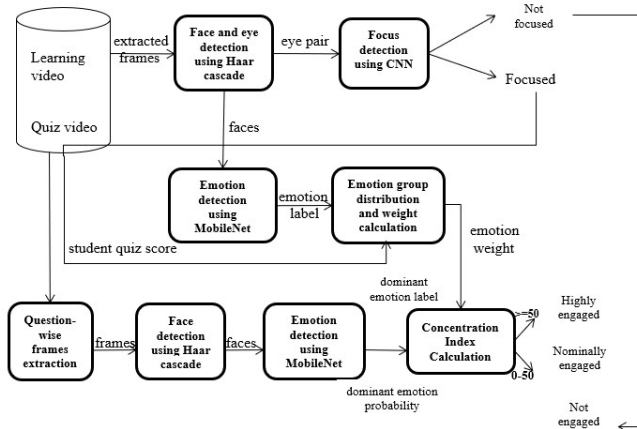 Learning
video
Quiz video
extracted
frames
Face and eye
detection
using Haar
cascade
eye pair
Focus
detection
using CNN
Not
focused
Focused
faces
Emotion
detection
using
MobileNet
emotion
label
Emotion group
distribution
and weight
calculation
emotion
weight
student quiz score
dominant
emotion label
Question-
wise
frames
extraction
frames
Face
detection
using Haar
cascade
faces
Emotion
detection
using
MobileNet
dominant emotion
probability
Concentration
Index
Calculation
>=50
Highly
engaged
0-50
Nominally
engaged
Not
engaged